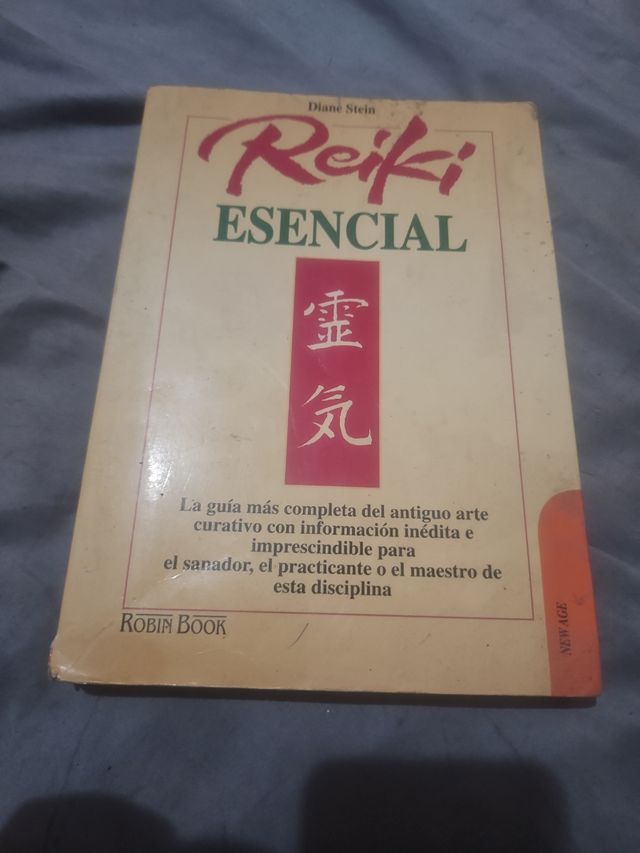 Diane Stein
Reiki
ESENCIAL
靈
気
La guía más completa del antiguo arte
curativo con información inédita e
imprescindible para
el sanador, el practicante o el maestro de
esta disciplina
ROBIN BOOK
NEW AGE